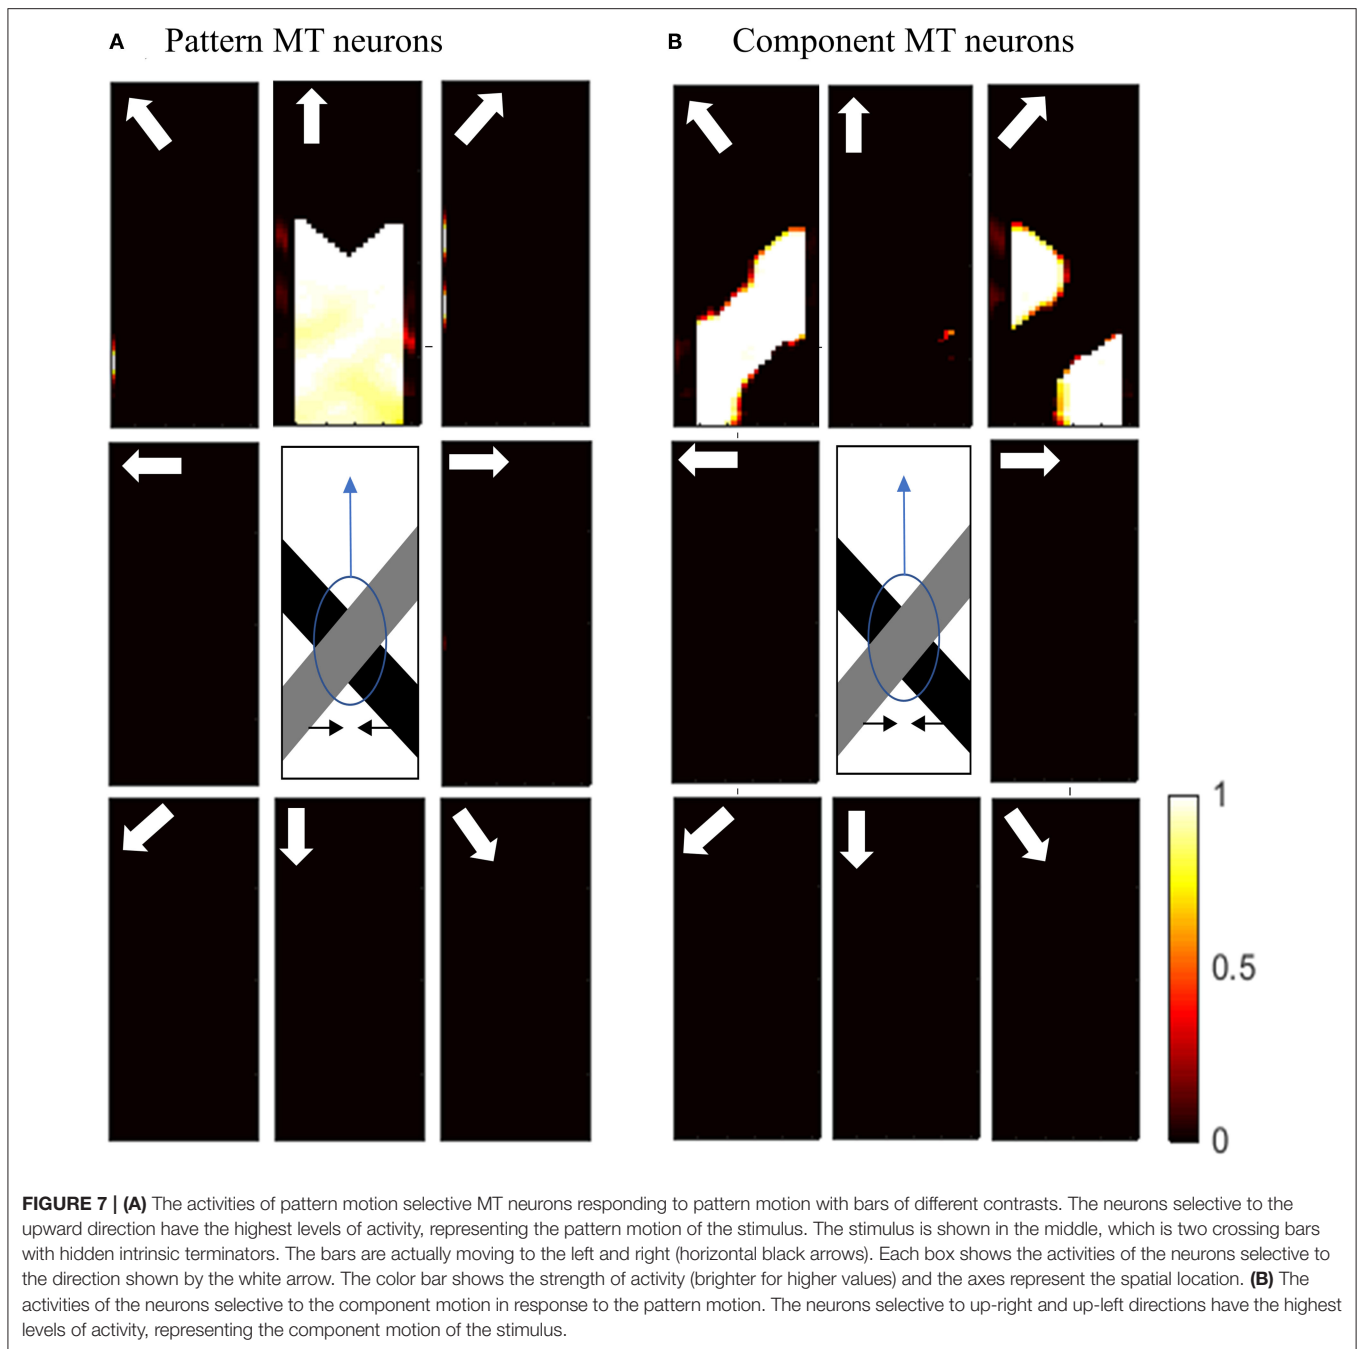 A Pattern MT neurons
B Component MT neurons
1
0.5
0
FIGURE 7 | (A) The activities of pattern motion selective MT neurons responding to pattern motion with bars of different contrasts. The neurons selective to the
upward direction have the highest levels of activity, representing the pattern motion of the stimulus. The stimulus is shown in the middle, which is two crossing bars
with hidden intrinsic terminators. The bars are actually moving to the left and right (horizontal black arrows). Each box shows the activities of the neurons selective to
the direction shown by the white arrow. The color bar shows the strength of activity (brighter for higher values) and the axes represent the spatial location. (B) The
activities of the neurons selective to the component motion in response to the pattern motion. The neurons selective to up-right and up-left directions have the highest
levels of activity, representing the component motion of the stimulus.